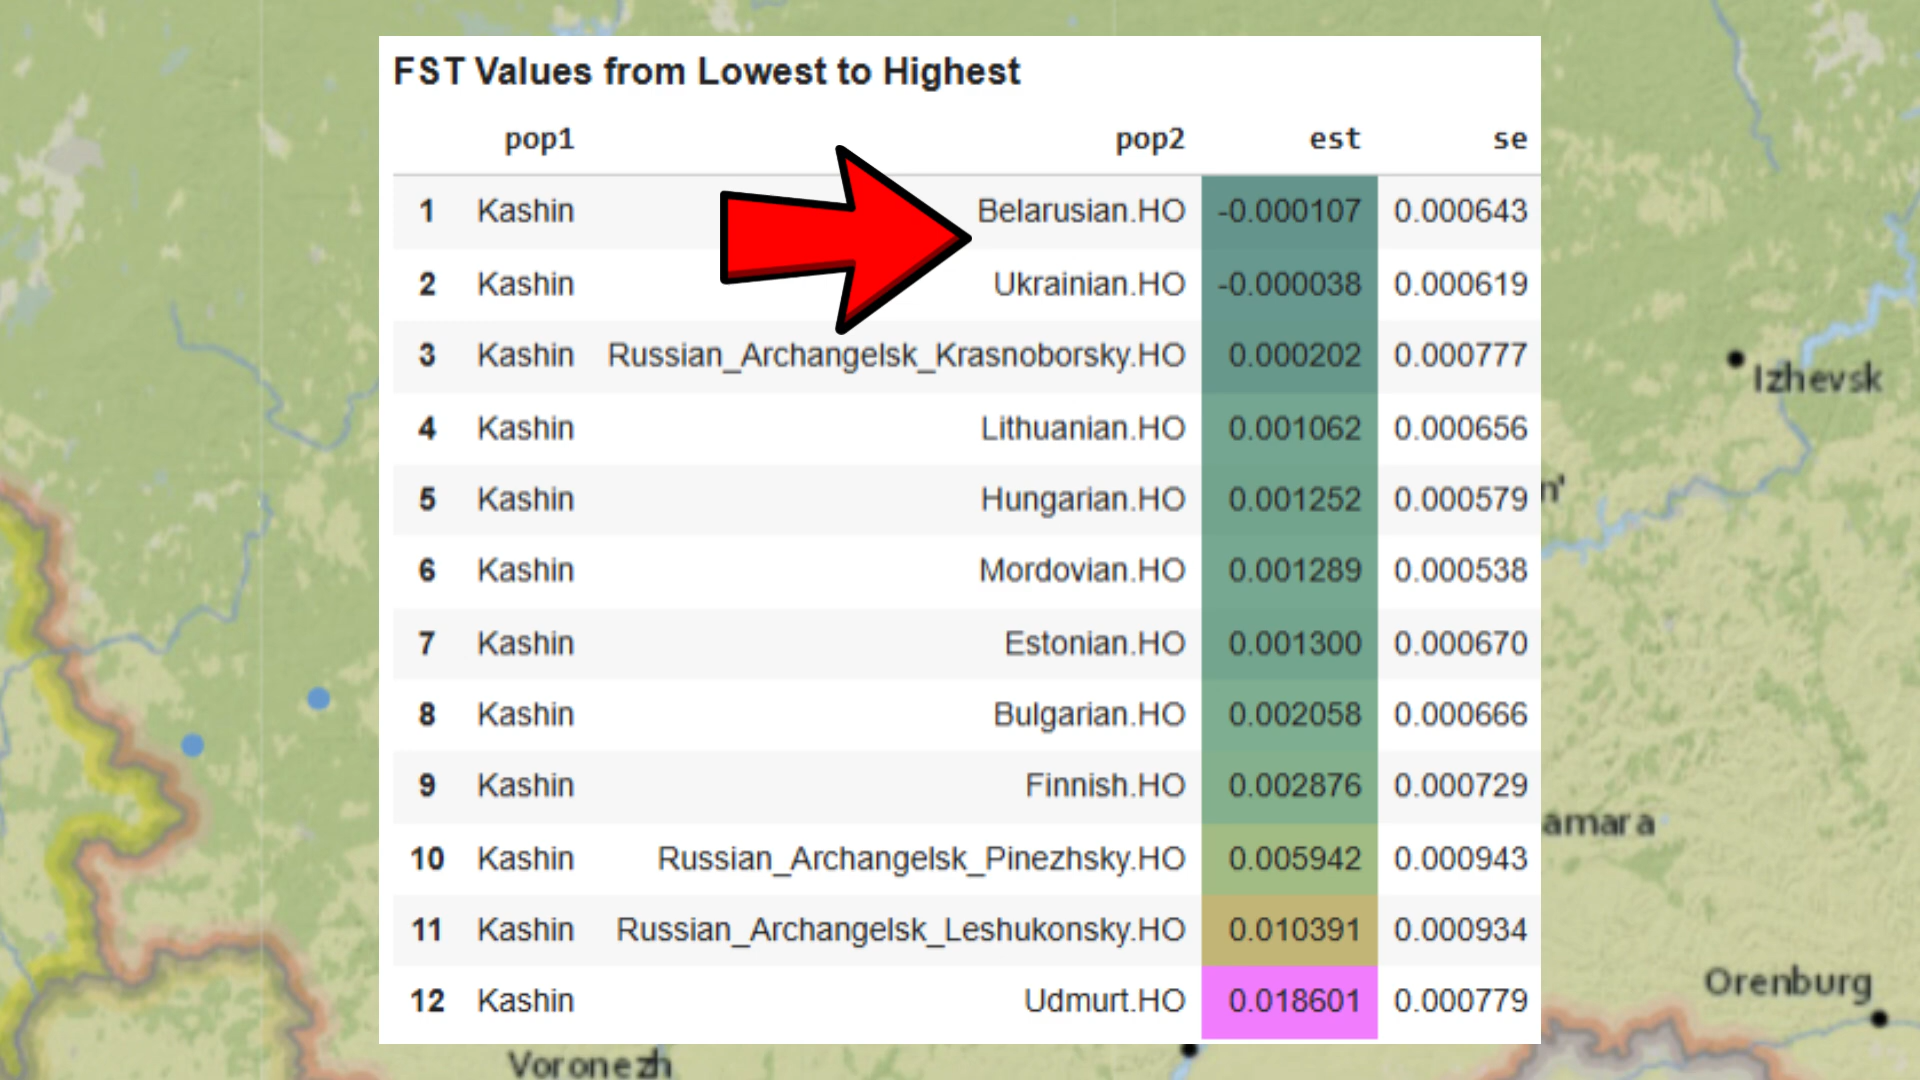 FST Values from Lowest to Highest
pop1 pop2 est se
1 Kashin Belarusian.HO -0.000107 0.000643
2 Kashin Ukrainian.HO -0.000038 0.000619
3 Kashin Russian_Archangelsk_Krasnoborsky.HO 0.000202 0.000777
4 Kashin Lithuanian.HO 0.001062 0.000656
5 Kashin Hungarian.HO 0.001252 0.000579
6 Kashin Mordovian.HO 0.001289 0.000538
7 Kashin Estonian.HO 0.001300 0.000670
8 Kashin Bulgarian.HO 0.002058 0.000666
9 Kashin Finnish.HO 0.002876 0.000729
10 Kashin Russian_Archangelsk_Pinezhsky.HO 0.005942 0.000943
11 Kashin Russian_Archangelsk_Leshukonsky.HO 0.010391 0.000934
12 Kashin Udmurt.HO 0.018601 0.000779
Izhevsk
n'
amara
Orenburg
Voronezh